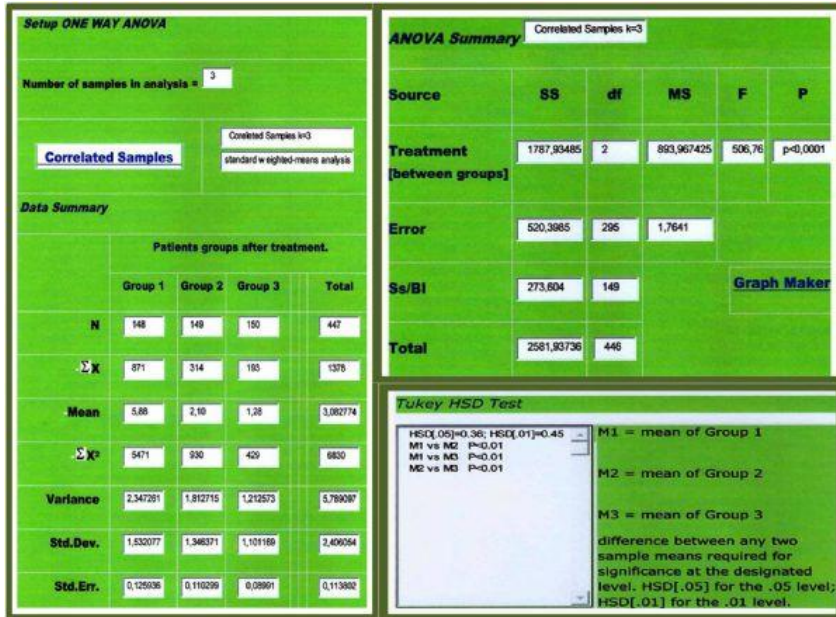 Setup ONE WAY ANOVA
Number of samples in analysis = 3
Correlated Samples
Correleted Samples k=3
standard weighted-means analysis
Data Summary
Patients groups after treatment.
Group 1 Group 2 Group 3 Total
N 148 149 150 447
ΣX 871 314 193 1378
Mean 5,88 2,10 1,28 3,082774
ΣX² 5471 930 429 6830
Variance 2,347261 1,812715 1,212573 5,789097
Std.Dev. 1,532077 1,346371 1,101169 2,406054
Std.Err. 0,125936 0,110299 0,08991 0,113802
ANOVA Summary Correlated Samples k=3
Source SS df MS F P
Treatment 1787,93485 2 893,967425 506,76 p<0,0001
[between groups]
Error 520,3985 295 1,7641
Ss/Bl 273,604 149
Graph Maker
Total 2581,93736 446
Tukey HSD Test
HSD[.05]=0.36; HSD[.01]=0.45
M1 vs M2 P<0.01
M1 vs M3 P<0.01
M2 vs M3 P<0.01
M1 = mean of Group 1
M2 = mean of Group 2
M3 = mean of Group 3
difference between any two
sample means required for
significance at the designated
level. HSD[.05] for the .05 level;
HSD[.01] for the .01 level.